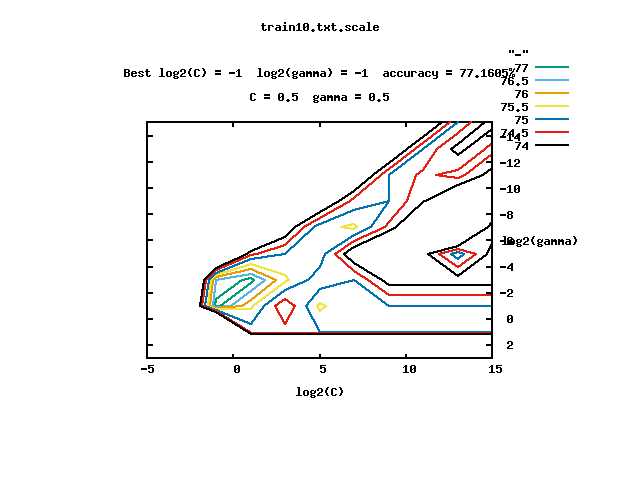 train10.txt.scale
"-"
Best log2(C) = -1 log2(gamma) = -1 accuracy = 77.1605%
77
76.5
C = 0.5 gamma = 0.5
76
75.5
75
74.5
74
-14
-12
-10
-8
-6
log2(gamma)
-4
-2
0
2
-5 0 5 10 15
log2(C)